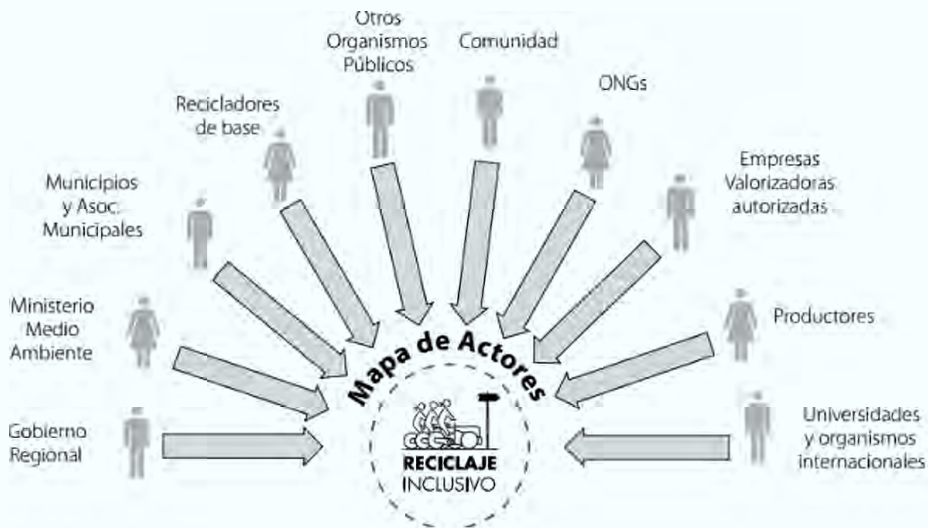 Otros
Organismos
Públicos
Comunidad
ONGs
Recicladores
de base
Empresas
Valorizadoras
autorizadas
Municipios
y Asoc.
Municipales
Ministerio
Medio
Ambiente
Productores
Gobierno
Regional
Universidades
y organismos
internacionales
Mapa de Actores
RECICLAJE
INCLUSIVO